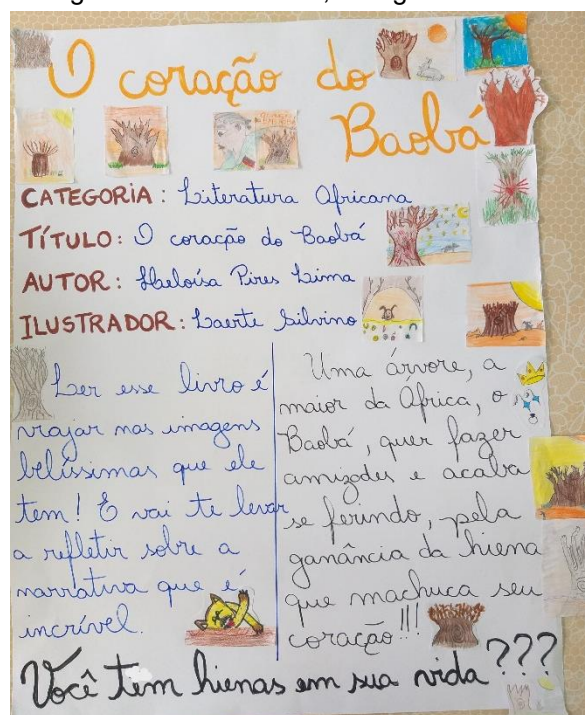 O coração do
Baobá
CATEGORIA: Literatura Africana
TÍTULO: O coração do Baobá
AUTOR: Heloísa Pires Lima
ILUSTRADOR: Laerte Silvino
Ler esse livro é
viajar nas imagens
belíssimas que ele
tem! E vai te levar
a refletir sobre a
narrativa que é
incrível.
Uma árvore, a
maior da África, o
Baobá, quer fazer
amizades e acaba
se ferindo, pela
ganância da hiena
que machuca seu
coração!!!
Você tem hienas em sua vida???